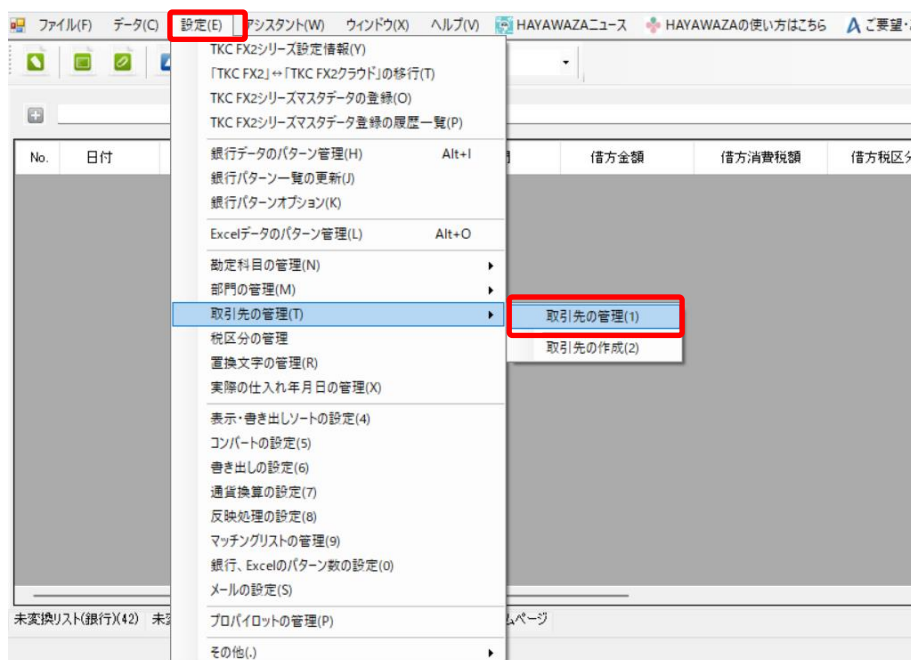 ファイル(F) データ(C) 設定(E) アシスタント(W) ウィンドウ(X) ヘルプ(V) HAYAWAZAニュース HAYAWAZAの使い方はこちら ご要望・
TKC FX2シリーズ設定情報(Y)
「TKC FX2」↔「TKC FX2クラウド」の移行(T)
TKC FX2シリーズマスタデータの登録(O)
TKC FX2シリーズマスタデータ登録の履歴一覧(P)
No. 日付 借方金額 借方消費税額 借方税区分
銀行データのパターン管理(H) Alt+I
銀行パターン一覧の更新(J)
銀行パターンオプション(K)
Excelデータのパターン管理(L) Alt+O
勘定科目の管理(N)
部門の管理(M)
取引先の管理(T)
取引先の管理(1)
税区分の管理
取引先の作成(2)
置換文字の管理(R)
実際の仕入れ年月日の管理(X)
表示・書き出しソートの設定(4)
コンバートの設定(5)
書き出しの設定(6)
通貨換算の設定(7)
反映処理の設定(8)
マッチングリストの管理(9)
銀行、Excelのパターン数の設定(0)
メールの設定(S)
未変換リスト(銀行)(42) 未変 ムページ
プロパイロットの管理(P)
その他(.)